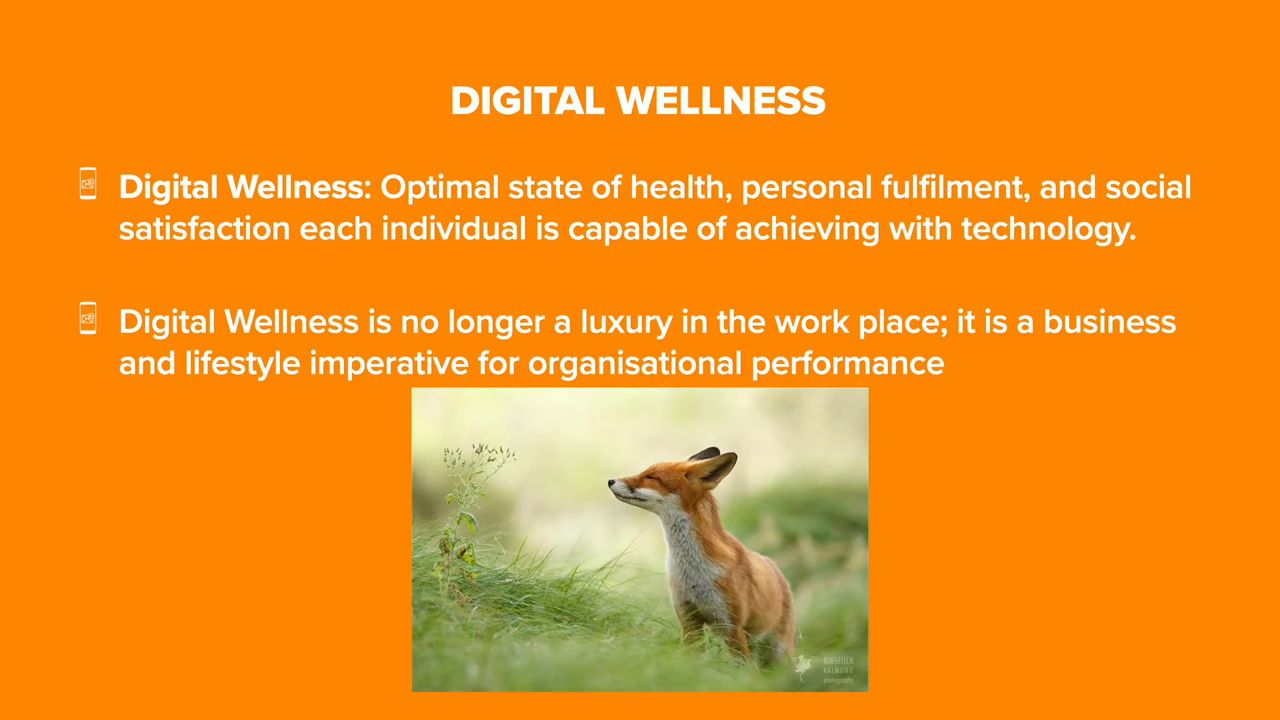 DIGITAL WELLNESS
Digital Wellness: Optimal state of health, personal fulfilment, and social
satisfaction each individual is capable of achieving with technology.
Digital Wellness is no longer a luxury in the work place; it is a business
and lifestyle imperative for organisational performance
photography